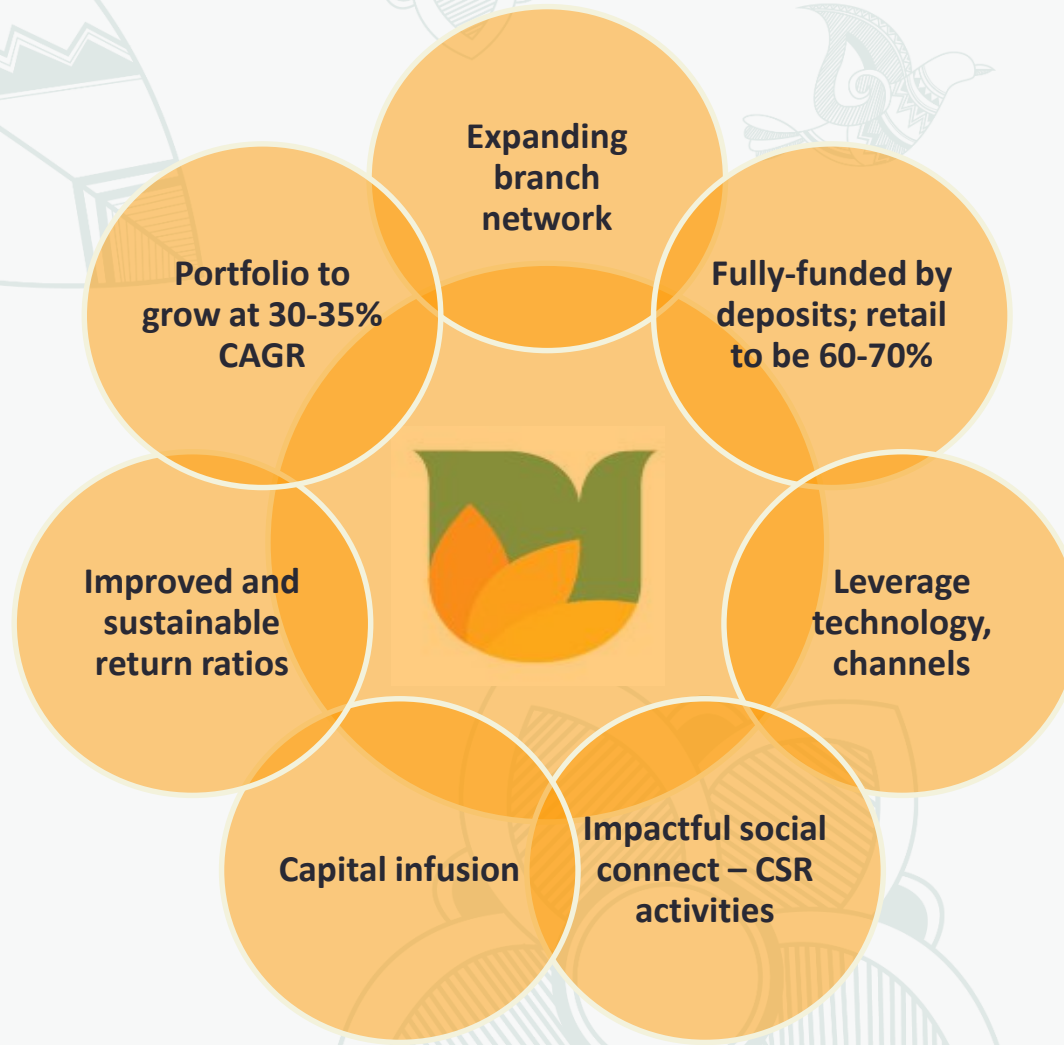 Expanding
branch
network
Fully-funded by
deposits; retail
to be 60-70%
Leverage
technology,
channels
Impactful social
connect – CSR
activities
Capital infusion
Improved and
sustainable
return ratios
Portfolio to
grow at 30-35%
CAGR